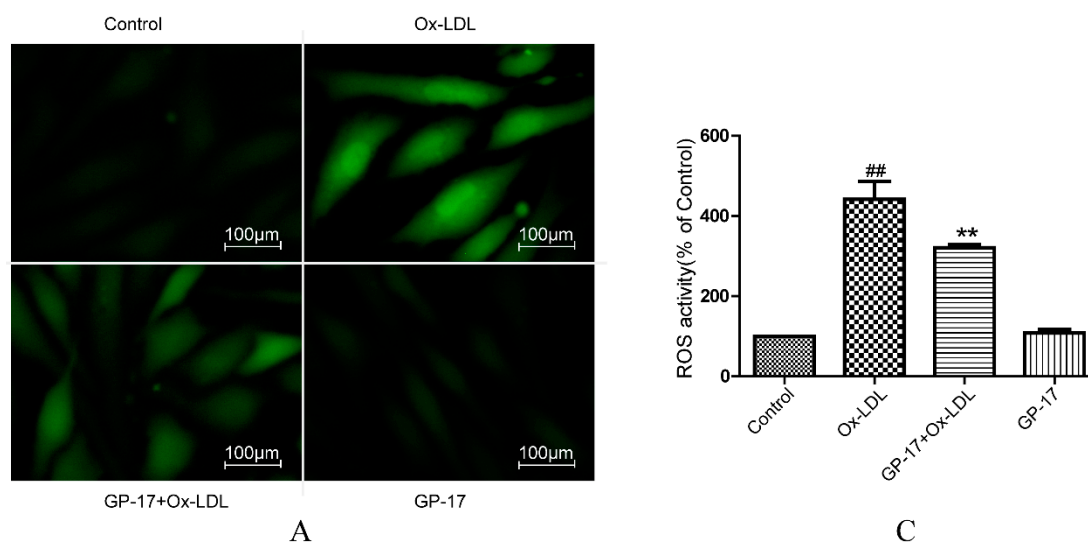 Control
Ox-LDL
100µm
100µm
100µm
100µm
GP-17+Ox-LDL
GP-17
A
ROS activity(% of Control)
600
400
200
0
##
**
Control
Ox-LDL
GP-17+Ox-LDL
GP-17
C